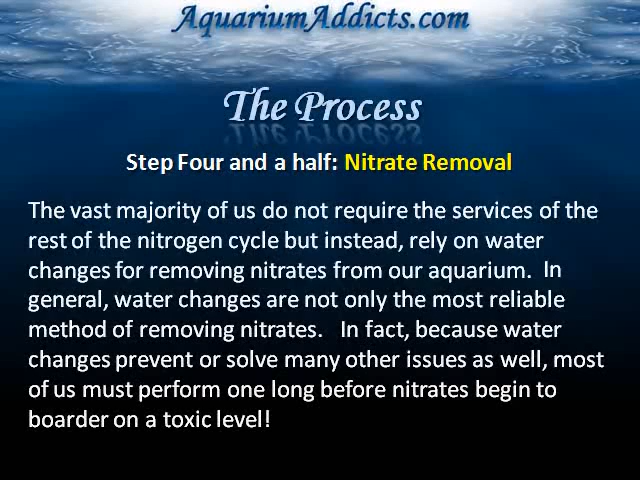 AquariumAddicts.com
The Process
Step Four and a half: Nitrate Removal
The vast majority of us do not require the services of the
rest of the nitrogen cycle but instead, rely on water
changes for removing nitrates from our aquarium.  In
general, water changes are not only the most reliable
method of removing nitrates.   In fact, because water
changes prevent or solve many other issues as well, most
of us must perform one long before nitrates begin to
boarder on a toxic level!